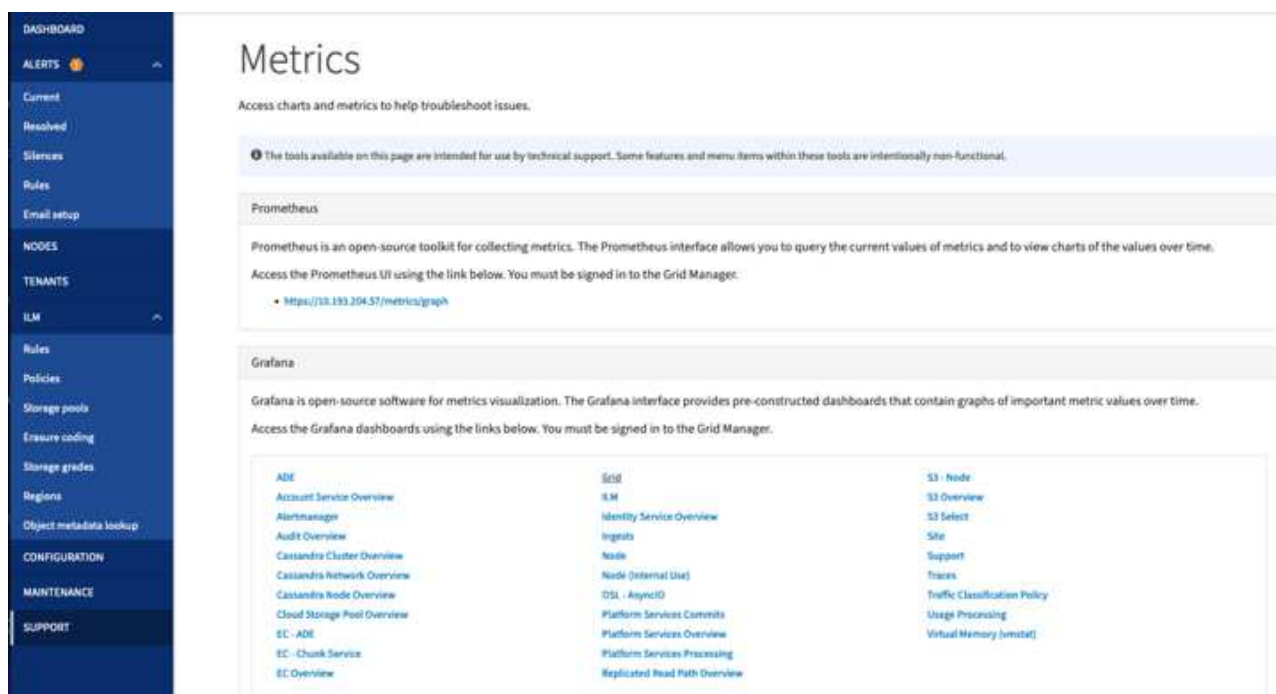 DASHBOARD
ALERTS
Current
Resolved
Silences
Rules
Email setup
NODES
TENANTS
ILM
Rules
Policies
Storage pools
Erasure coding
Storage grades
Regions
Object metadata lookup
CONFIGURATION
MAINTENANCE
SUPPORT
Metrics
Access charts and metrics to help troubleshoot issues.
The tools available on this page are intended for use by technical support. Some features and menu items within these tools are intentionally non-functional.
Prometheus
Prometheus is an open-source toolkit for collecting metrics. The Prometheus interface allows you to query the current values of metrics and to view charts of the values over time.
Access the Prometheus UI using the link below. You must be signed in to the Grid Manager.
• https://10.193.204.57/metrics/graph
Grafana
Grafana is open-source software for metrics visualization. The Grafana interface provides pre-constructed dashboards that contain graphs of important metric values over time.
Access the Grafana dashboards using the links below. You must be signed in to the Grid Manager.
ADE
Account Service Overview
Alertmanager
Audit Overview
Cassandra Cluster Overview
Cassandra Network Overview
Cassandra Node Overview
Cloud Storage Pool Overview
EC - ADE
EC - Chunk Service
EC Overview
Grid
ILM
Identity Service Overview
Ingests
Node
Node (Internal Use)
OSL - AsyncIO
Platform Services Commits
Platform Services Overview
Platform Services Processing
Replicated Read Path Overview
S3 - Node
S3 Overview
S3 Select
Site
Support
Traces
Traffic Classification Policy
Usage Processing
Virtual Memory (vmstat)